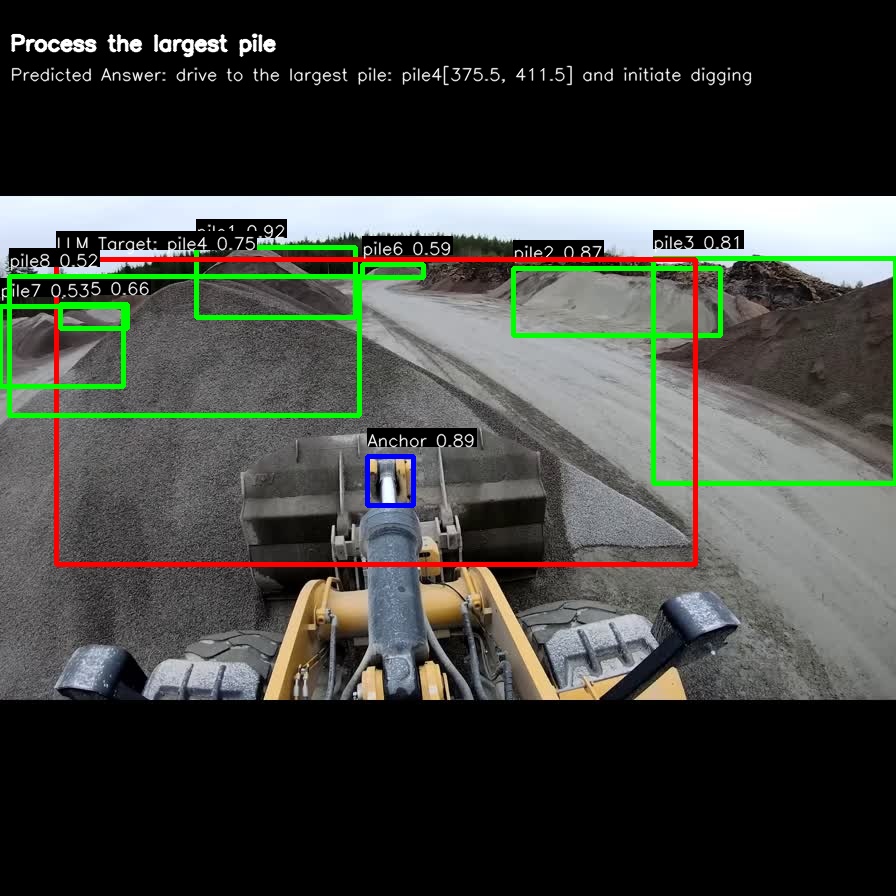 Process the largest pile
Predicted Answer: drive to the largest pile: pile4[375.5, 411.5] and initiate digging
pile1 0.92
LLM Target: pile4 0.75
pile6 0.59
pile2 0.87
pile3 0.81
pile8 0.52
pile7 0.535 0.66
Anchor 0.89